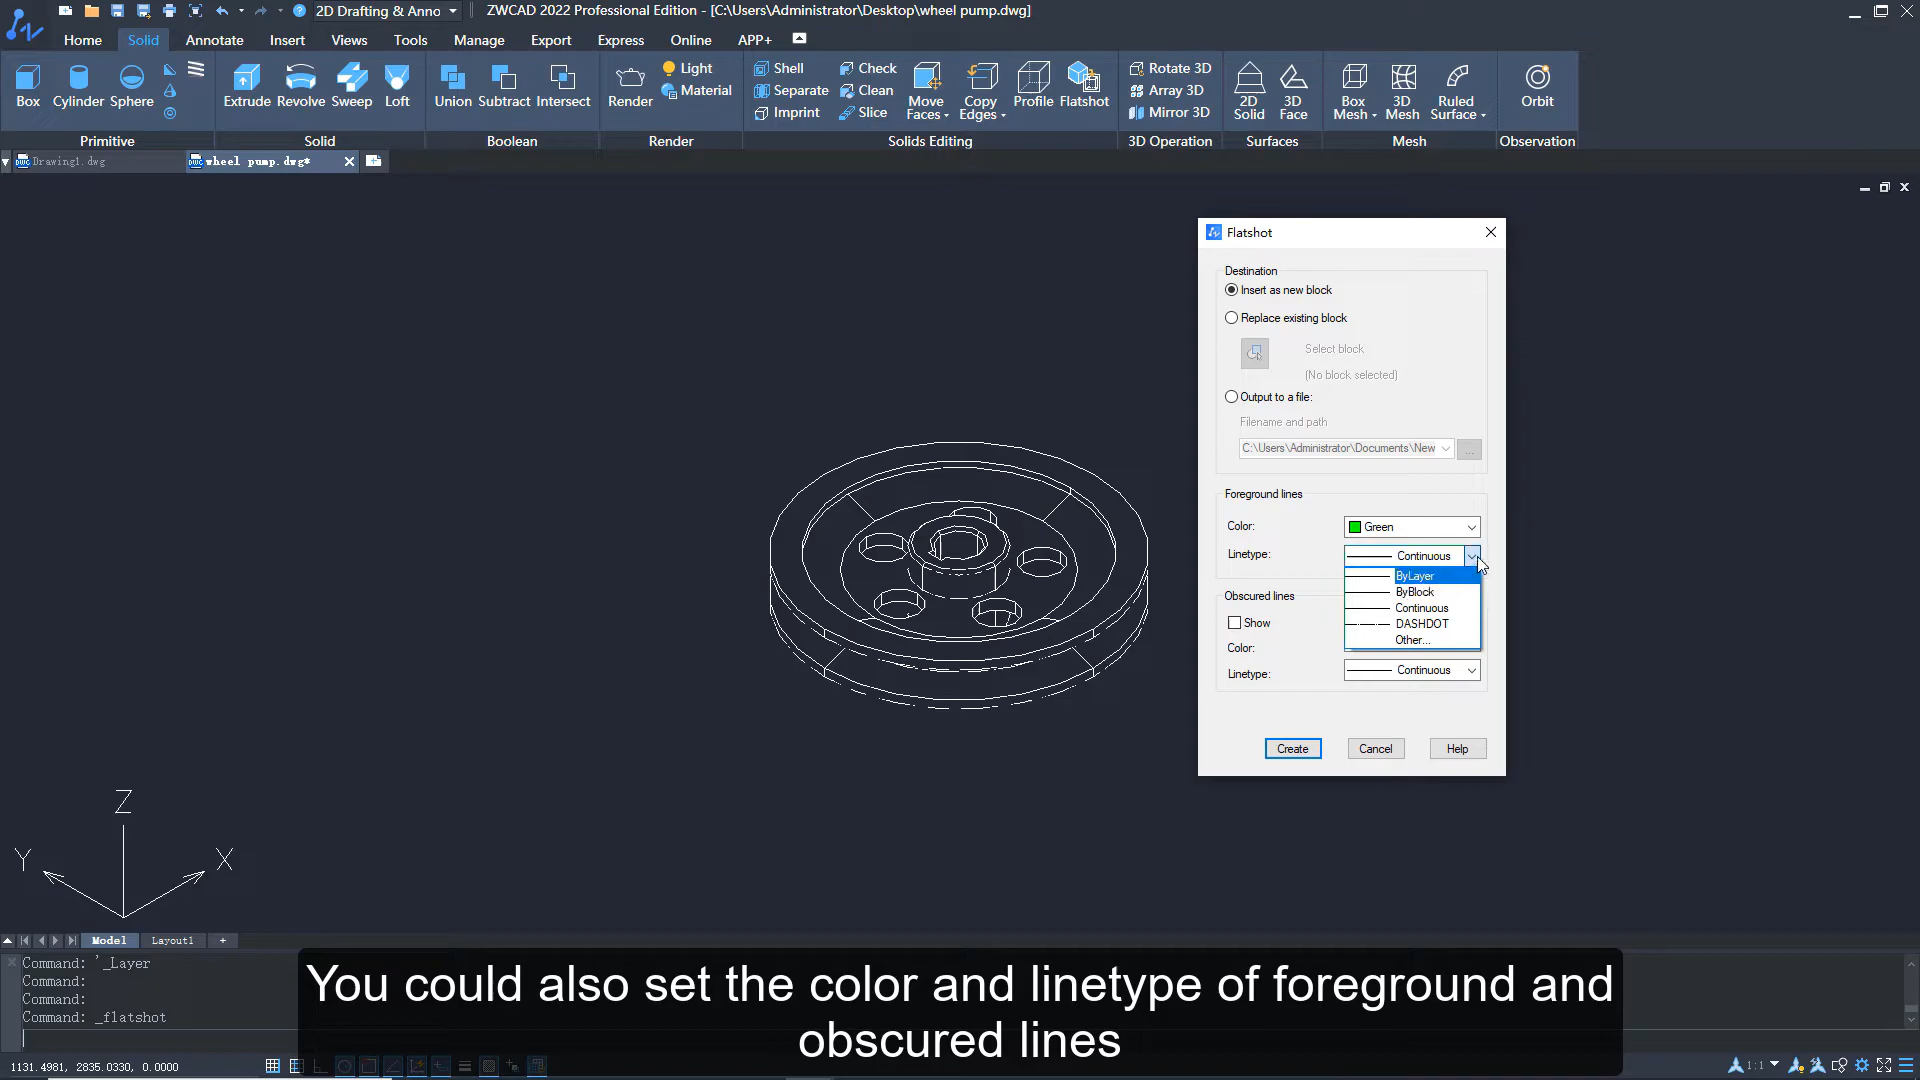 2D Drafting & Anno
ZWCAD 2022 Professional Edition - [C:\Users\Administrator\Desktop\wheel pump.dwg]
Home Solid Annotate Insert Views Tools Manage Export Express Online APP+
Box Cylinder Sphere
Primitive
Extrude Revolve Sweep Loft
Solid
Union Subtract Intersect
Boolean
Render
Light
Material
Render
Shell
Separate
Imprint
Check
Clean
Slice
Move Faces
Copy Edges
Profile
Flatshot
Solids Editing
Rotate 3D
Array 3D
Mirror 3D
3D Operation
2D Solid
3D Face
Surfaces
Box Mesh
3D Mesh
Ruled Surface
Mesh
Orbit
Observation
Drawing1.dwg
wheel pump.dwg*
Flatshot
Destination
Insert as new block
Replace existing block
Select block
(No block selected)
Output to a file:
Filename and path
C:\Users\Administrator\Documents\New
...
Foreground lines
Color: Green
Linetype: Continuous
ByLayer
ByBlock
Continuous
DASHDOT
Other...
Obscured lines
Show
Color:
Linetype: Continuous
Create Cancel Help
Z
Y
X
Model Layout1 +
Command: '_Layer
Command:
Command:
Command: _flatshot
You could also set the color and linetype of foreground and
obscured lines
1131.4981, 2835.0330, 0.0000
1:1